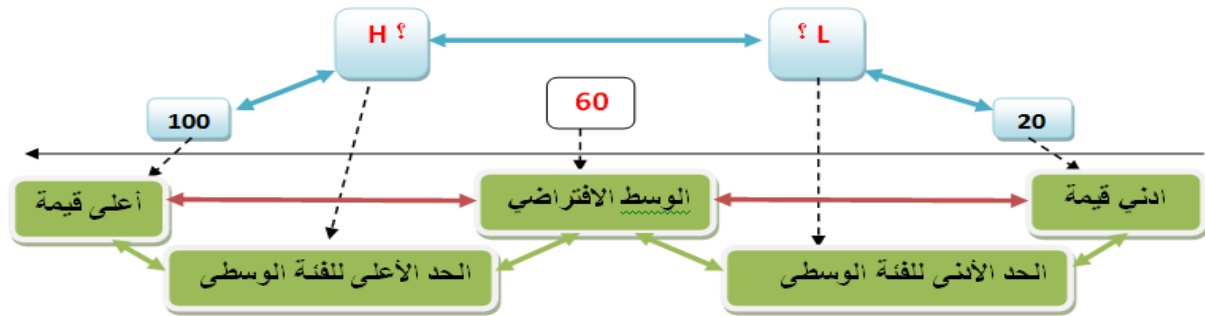 L ؟
H ؟
60
20
100
ادني قيمة
الوسط الافتراضي
أعلى قيمة
الحد الأدنى للفئة الوسطى
الحد الأعلى للفئة الوسطى